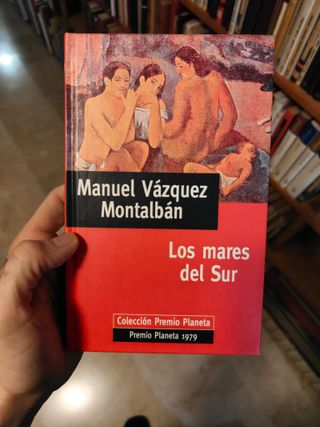 Manuel Vázquez
Montalbán
Los mares
del Sur
Colección Premio Planeta
Premio Planeta 1979